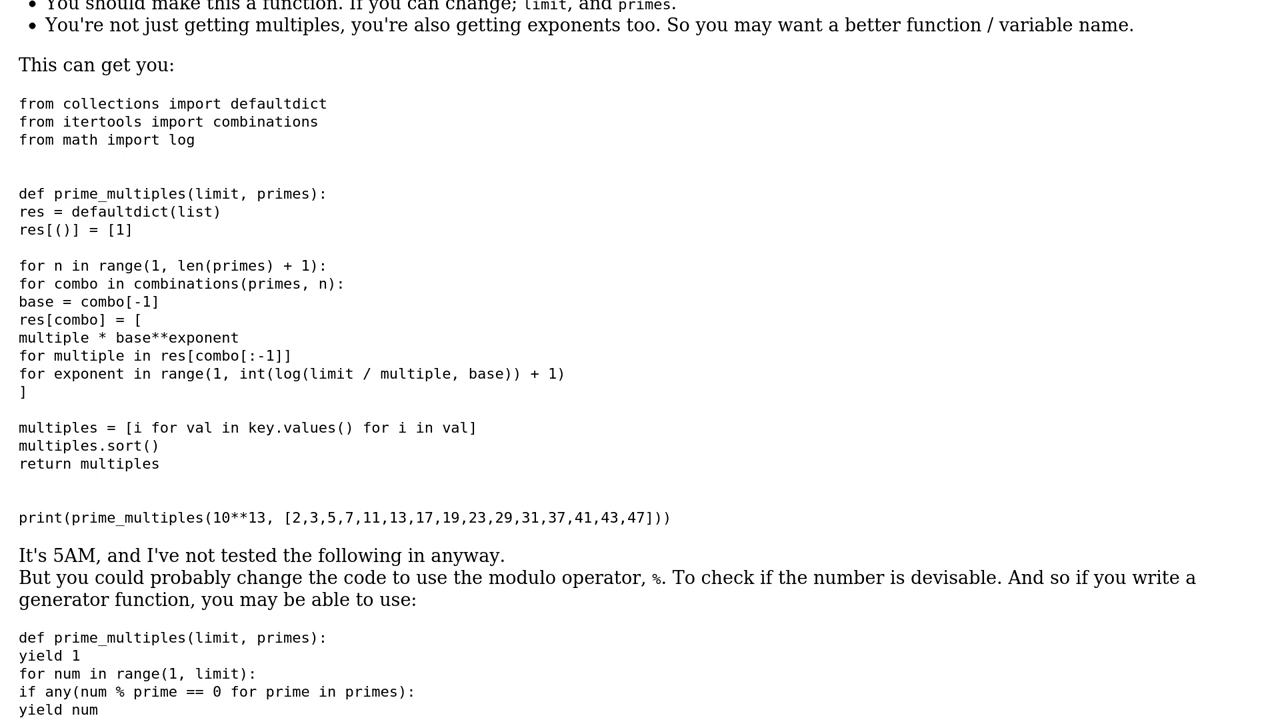 You should make this a function. If you can change; limit, and primes.
You're not just getting multiples, you're also getting exponents too. So you may want a better function / variable name.
This can get you:
from collections import defaultdict
from itertools import combinations
from math import log
def prime_multiples(limit, primes):
res = defaultdict(list)
res[()] = [1]
for n in range(1, len(primes) + 1):
for combo in combinations(primes, n):
base = combo[-1]
res[combo] = [
multiple * base**exponent
for multiple in res[combo[:-1]]
for exponent in range(1, int(log(limit / multiple, base)) + 1)
]
multiples = [i for val in key.values() for i in val]
multiples.sort()
return multiples
print(prime_multiples(10**13, [2,3,5,7,11,13,17,19,23,29,31,37,41,43,47]))
It's 5AM, and I've not tested the following in anyway.
But you could probably change the code to use the modulo operator, %. To check if the number is devisable. And so if you write a
generator function, you may be able to use:
def prime_multiples(limit, primes):
yield 1
for num in range(1, limit):
if any(num % prime == 0 for prime in primes):
yield num